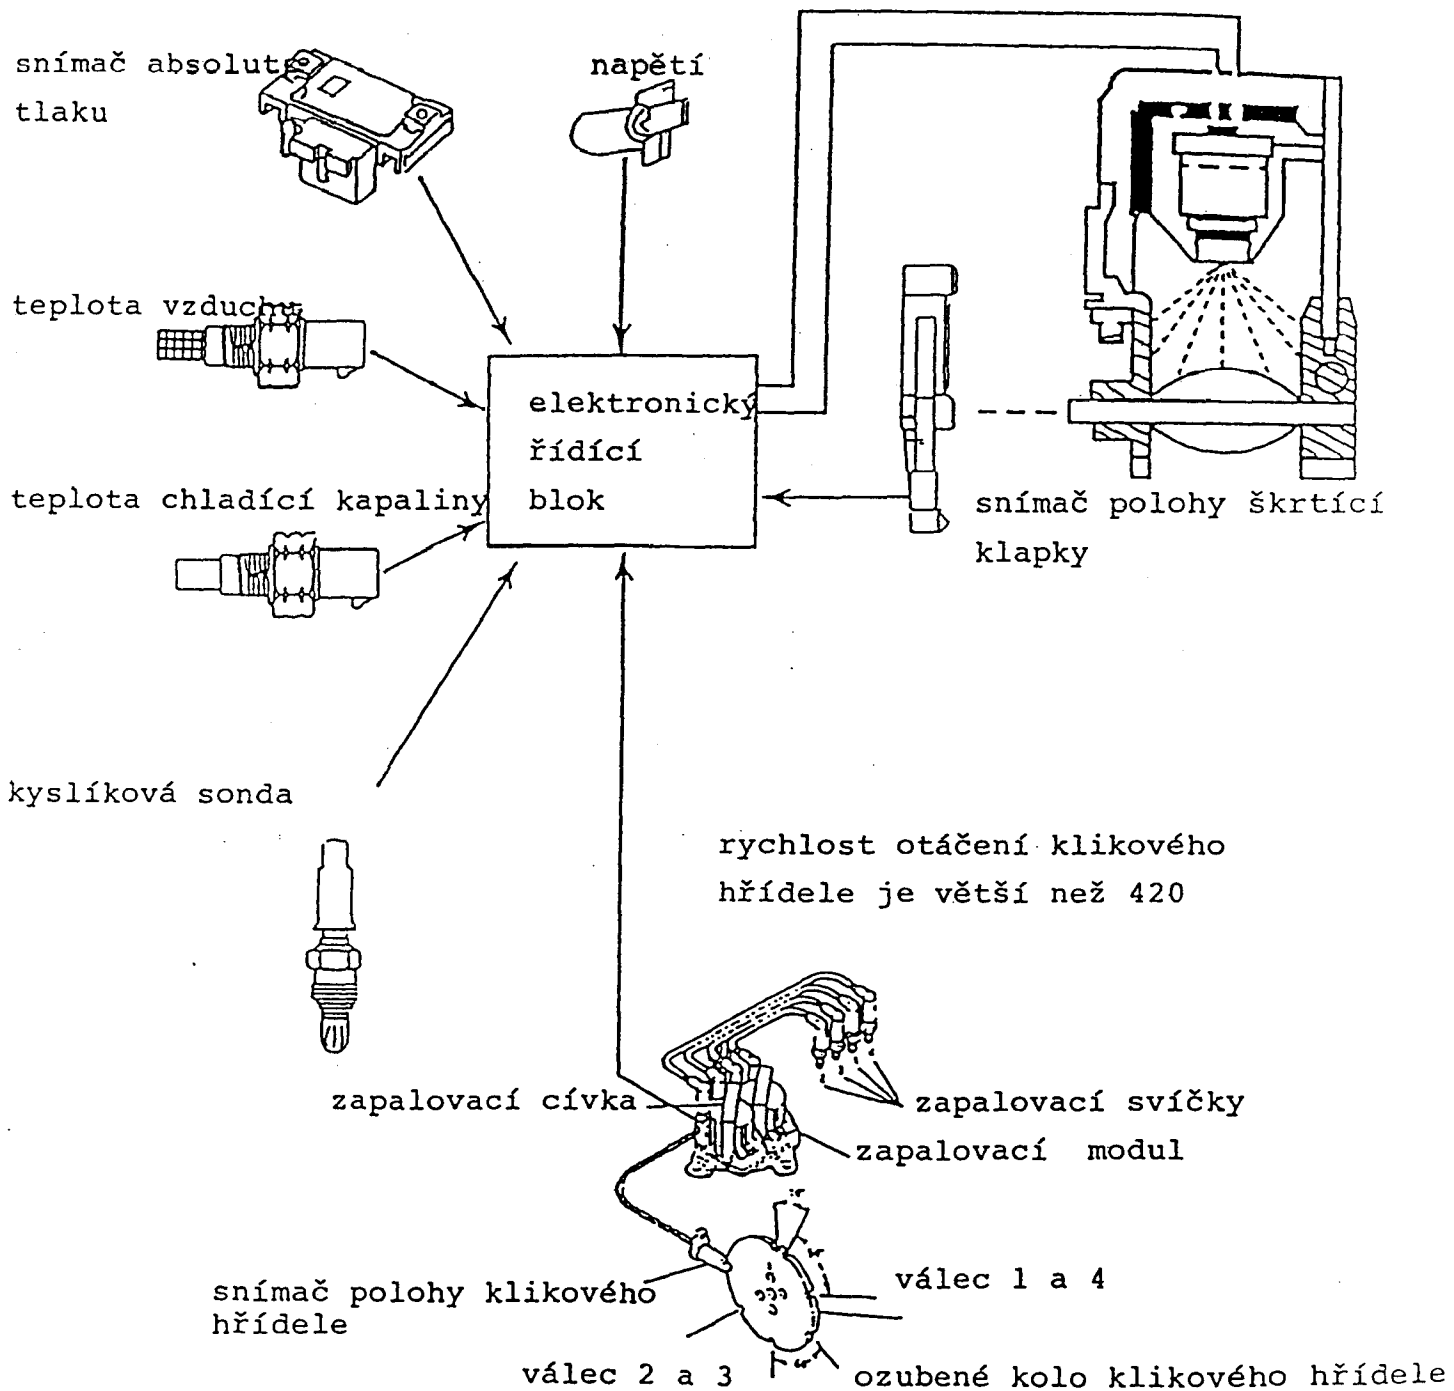 snímač absolut
tlaku
napětí
teplota vzduchu
elektronický
řídící
blok
teplota chladící kapaliny
snímač polohy škrtící
klapky
kyslíková sonda
rychlost otáčení klikového
hřídele je větší než 420
zapalovací cívka
zapalovací svíčky
zapalovací modul
snímač polohy klikového
hřídele
válec 1 a 4
válec 2 a 3
ozubené kolo klikového hřídele